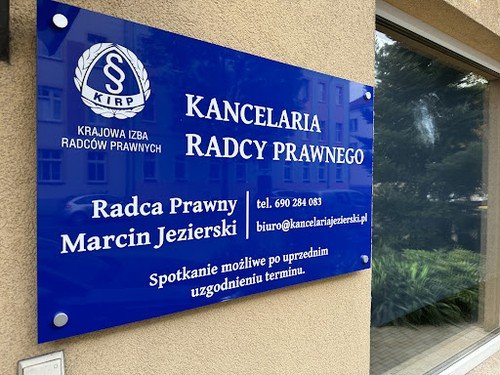 §
KIRP
KRAJOWA IZBA
RADCÓW PRAWNYCH
KANCELARIA
RADCY PRAWNEGO
Radca Prawny
Marcin Jezierski
tel. 690 284 083
biuro@kancelariajezierski.pl
Spotkanie możliwe po uprzednim
uzgodnieniu terminu.